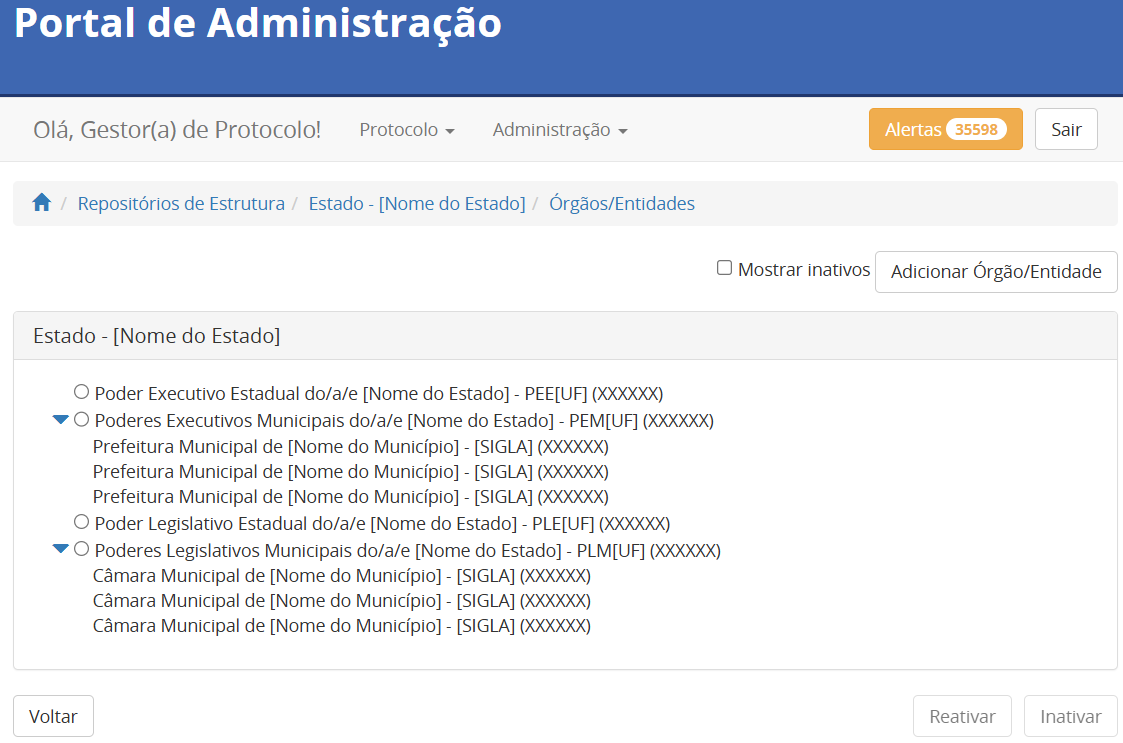 Portal de Administração
Olá, Gestor(a) de Protocolo! Protocolo Administração Alertas 35598 Sair
/ Repositórios de Estrutura / Estado - [Nome do Estado] / Órgãos/Entidades
Mostrar inativos Adicionar Órgão/Entidade
Estado - [Nome do Estado]
Poder Executivo Estadual do/a/e [Nome do Estado] - PEE[UF] (XXXXXX)
Poderes Executivos Municipais do/a/e [Nome do Estado] - PEM[UF] (XXXXXX)
Prefeitura Municipal de [Nome do Município] - [SIGLA] (XXXXXX)
Prefeitura Municipal de [Nome do Município] - [SIGLA] (XXXXXX)
Prefeitura Municipal de [Nome do Município] - [SIGLA] (XXXXXX)
Poder Legislativo Estadual do/a/e [Nome do Estado] - PLE[UF] (XXXXXX)
Poderes Legislativos Municipais do/a/e [Nome do Estado] - PLM[UF] (XXXXXX)
Câmara Municipal de [Nome do Município] - [SIGLA] (XXXXXX)
Câmara Municipal de [Nome do Município] - [SIGLA] (XXXXXX)
Câmara Municipal de [Nome do Município] - [SIGLA] (XXXXXX)
Voltar Reativar Inativar